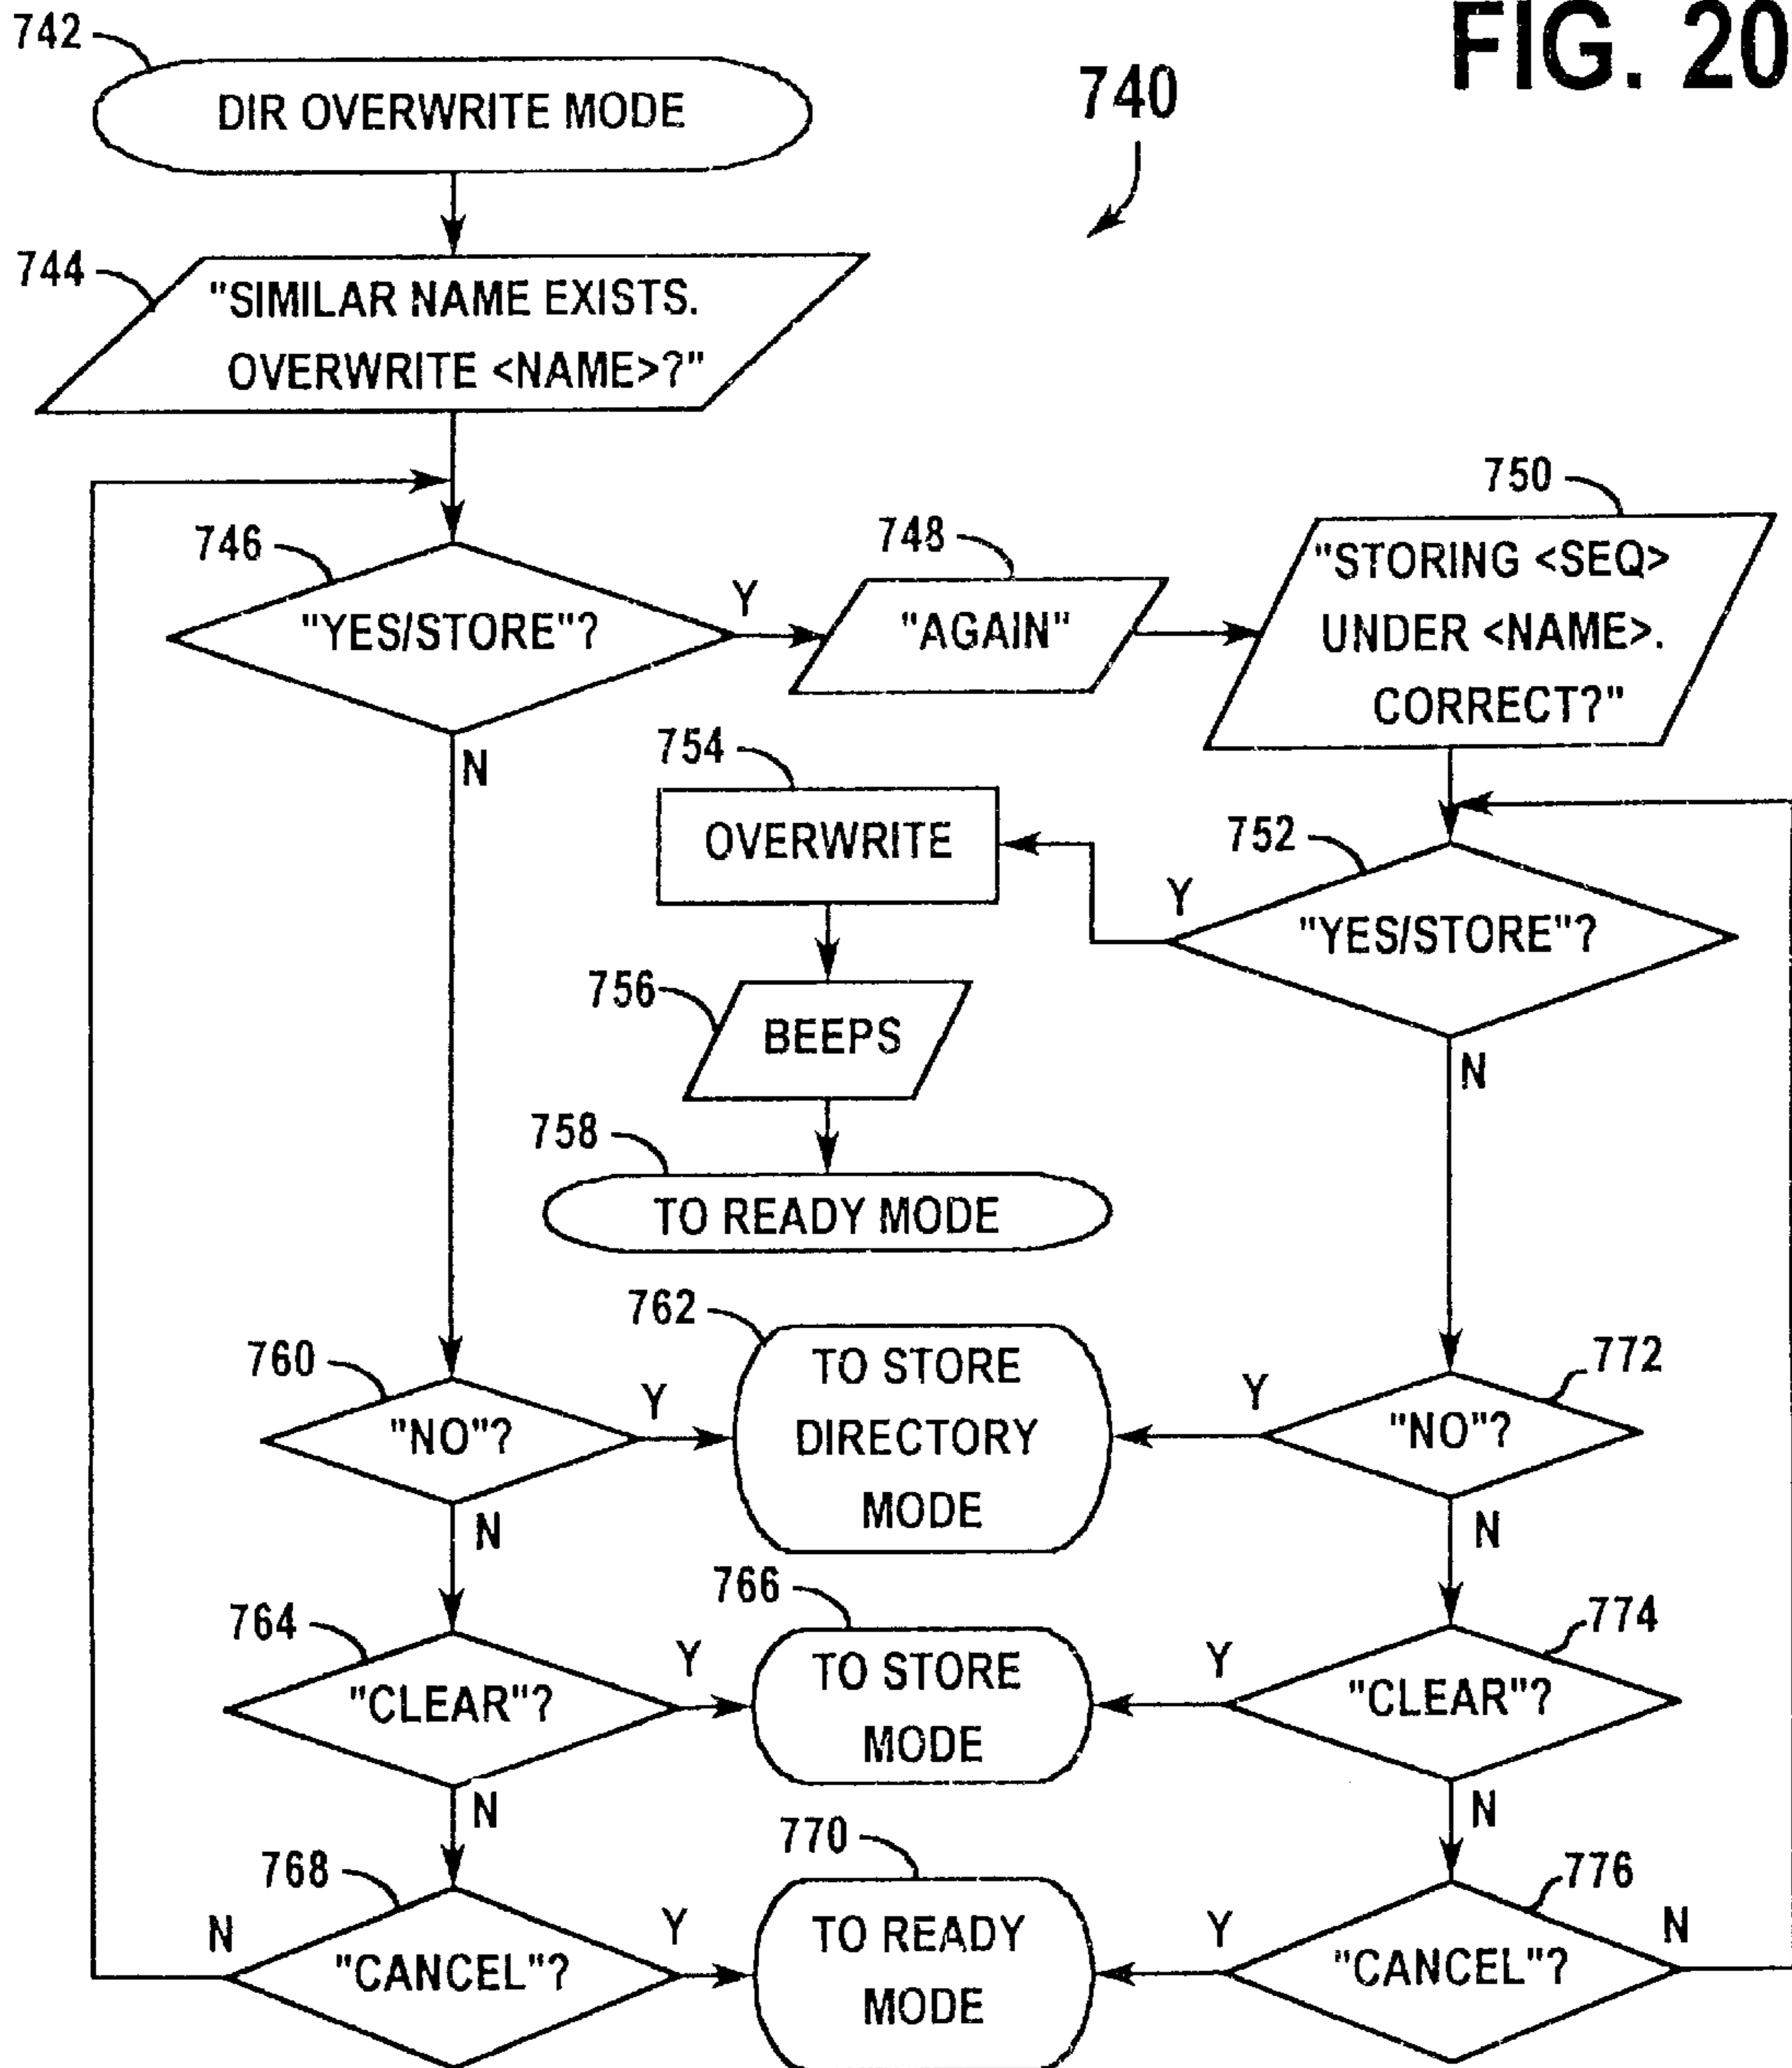 FIG. 20
740
742
DIR OVERWRITE MODE
744
"SIMILAR NAME EXISTS.
OVERWRITE <NAME>?"
746
"YES/STORE"?
Y
N
748
"AGAIN"
750
"STORING <SEQ>
UNDER <NAME>.
CORRECT?"
752
"YES/STORE"?
Y
N
754
OVERWRITE
756
BEEPS
758
TO READY MODE
760
"NO"?
Y
N
762
TO STORE
DIRECTORY
MODE
772
"NO"?
Y
N
764
"CLEAR"?
Y
N
766
TO STORE
MODE
774
"CLEAR"?
Y
N
768
"CANCEL"?
N
Y
770
TO READY
MODE
776
"CANCEL"?
Y
N